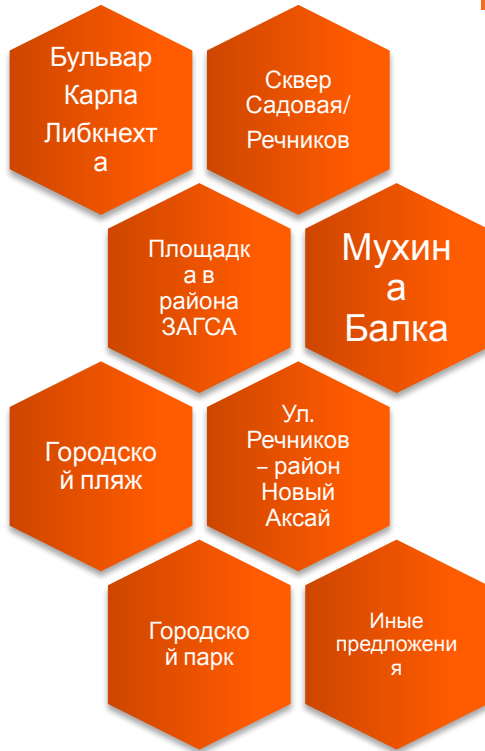 Бульвар
Карла
Либкнехт
а
Сквер
Садовая/
Речников
Площадк
а в
района
ЗАГСА
Мухин
а
Балка
Городско
й пляж
Ул.
Речников
– район
Новый
Аксай
Городско
й парк
Иные
предложени
я